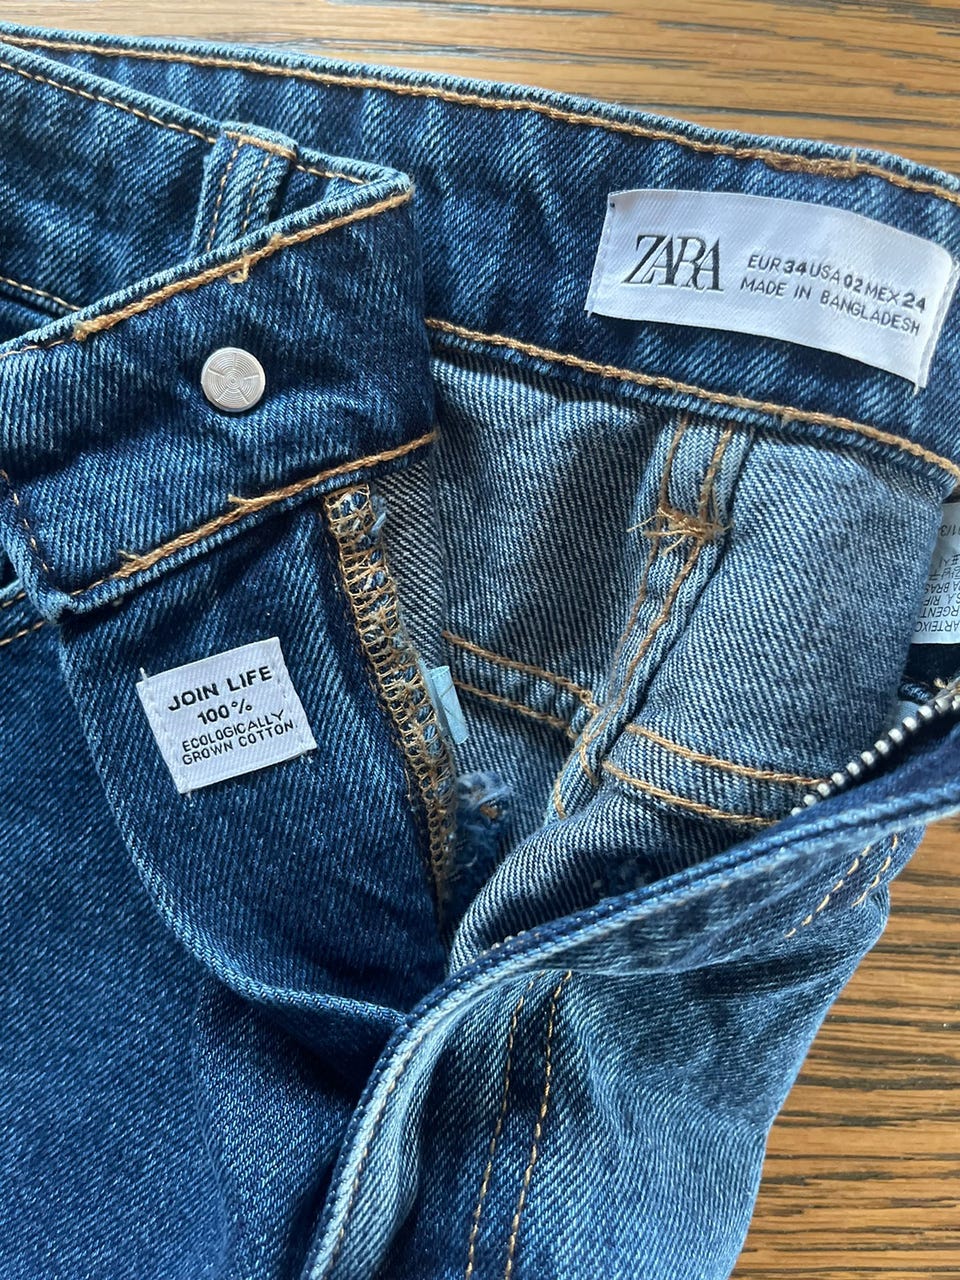 ZARA
EUR 34 USA 02 MEX 24
MADE IN BANGLADESH
JOIN LIFE
100%
ECOLOGICALLY
GROWN COTTON